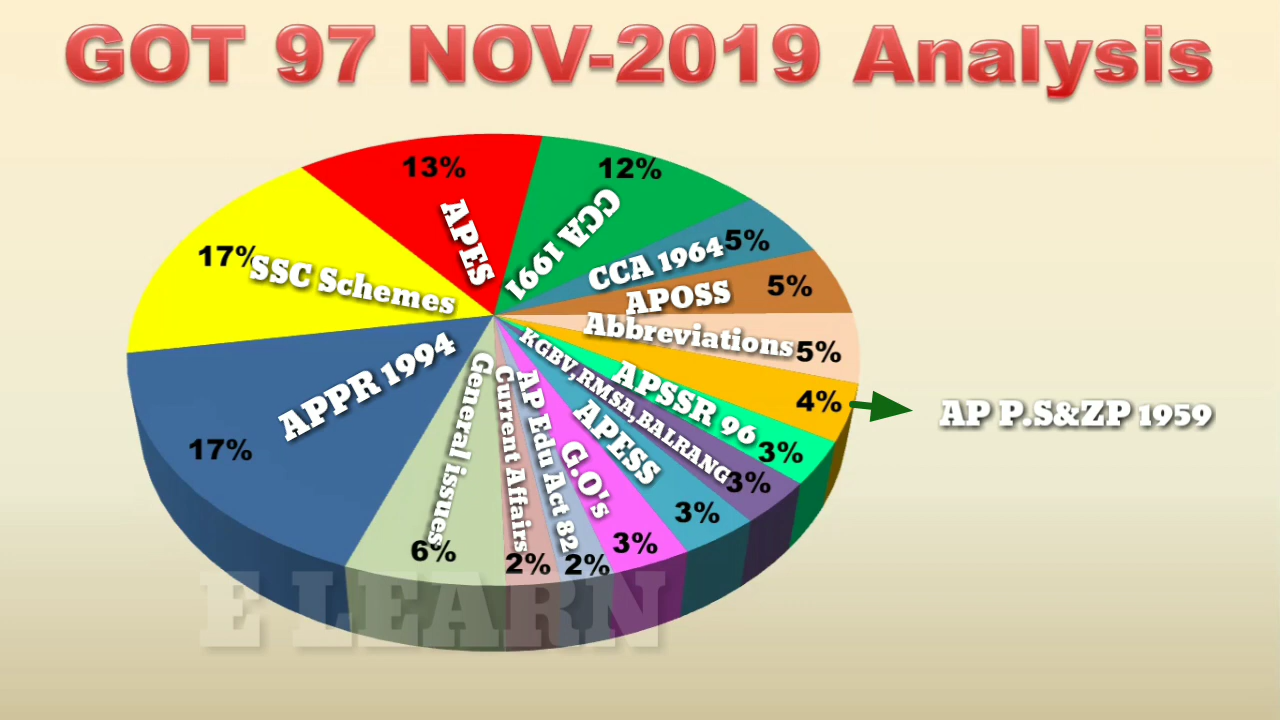 GOT 97 NOV-2019 Analysis
13%
APES
12%
CCA 1991
CCA 1964
5%
APOSS
5%
Abbreviations
5%
4%
AP P.S&ZP 1959
APSSR 96
3%
KGBV,RMSA,BALRANG
3%
APESS
3%
G.O's
3%
AP Edu Act 82
2%
Current Affairs
2%
General issues
6%
APPR 1994
17%
17%
SSC Schemes
E LEARN